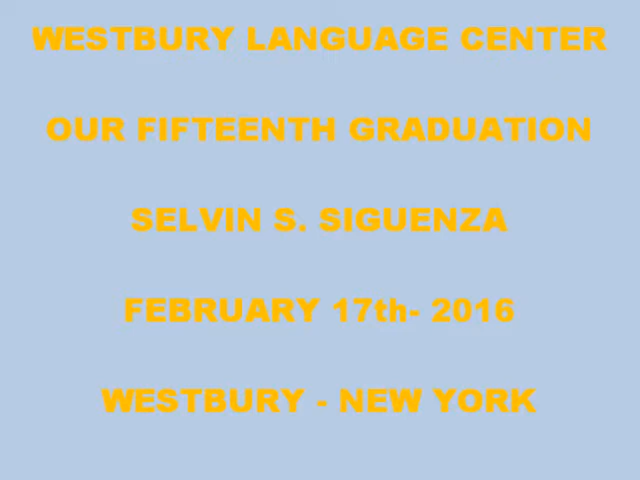 WESTBURY LANGUAGE CENTER
OUR FIFTEENTH GRADUATION
SELVIN S. SIGUENZA
FEBRUARY 17th- 2016
WESTBURY - NEW YORK